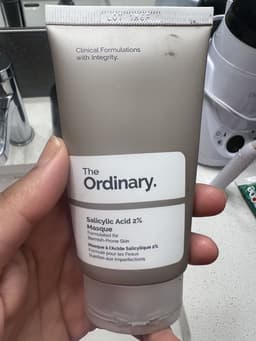 Clinical Formulations
with Integrity.
The
Ordinary.
Salicylic Acid 2%
Masque
Formulated for
Blemish-Prone Skin
Masque à l'Acide Salicylique 2%
Formule pour les Peaux
Sujettes aux Imperfections